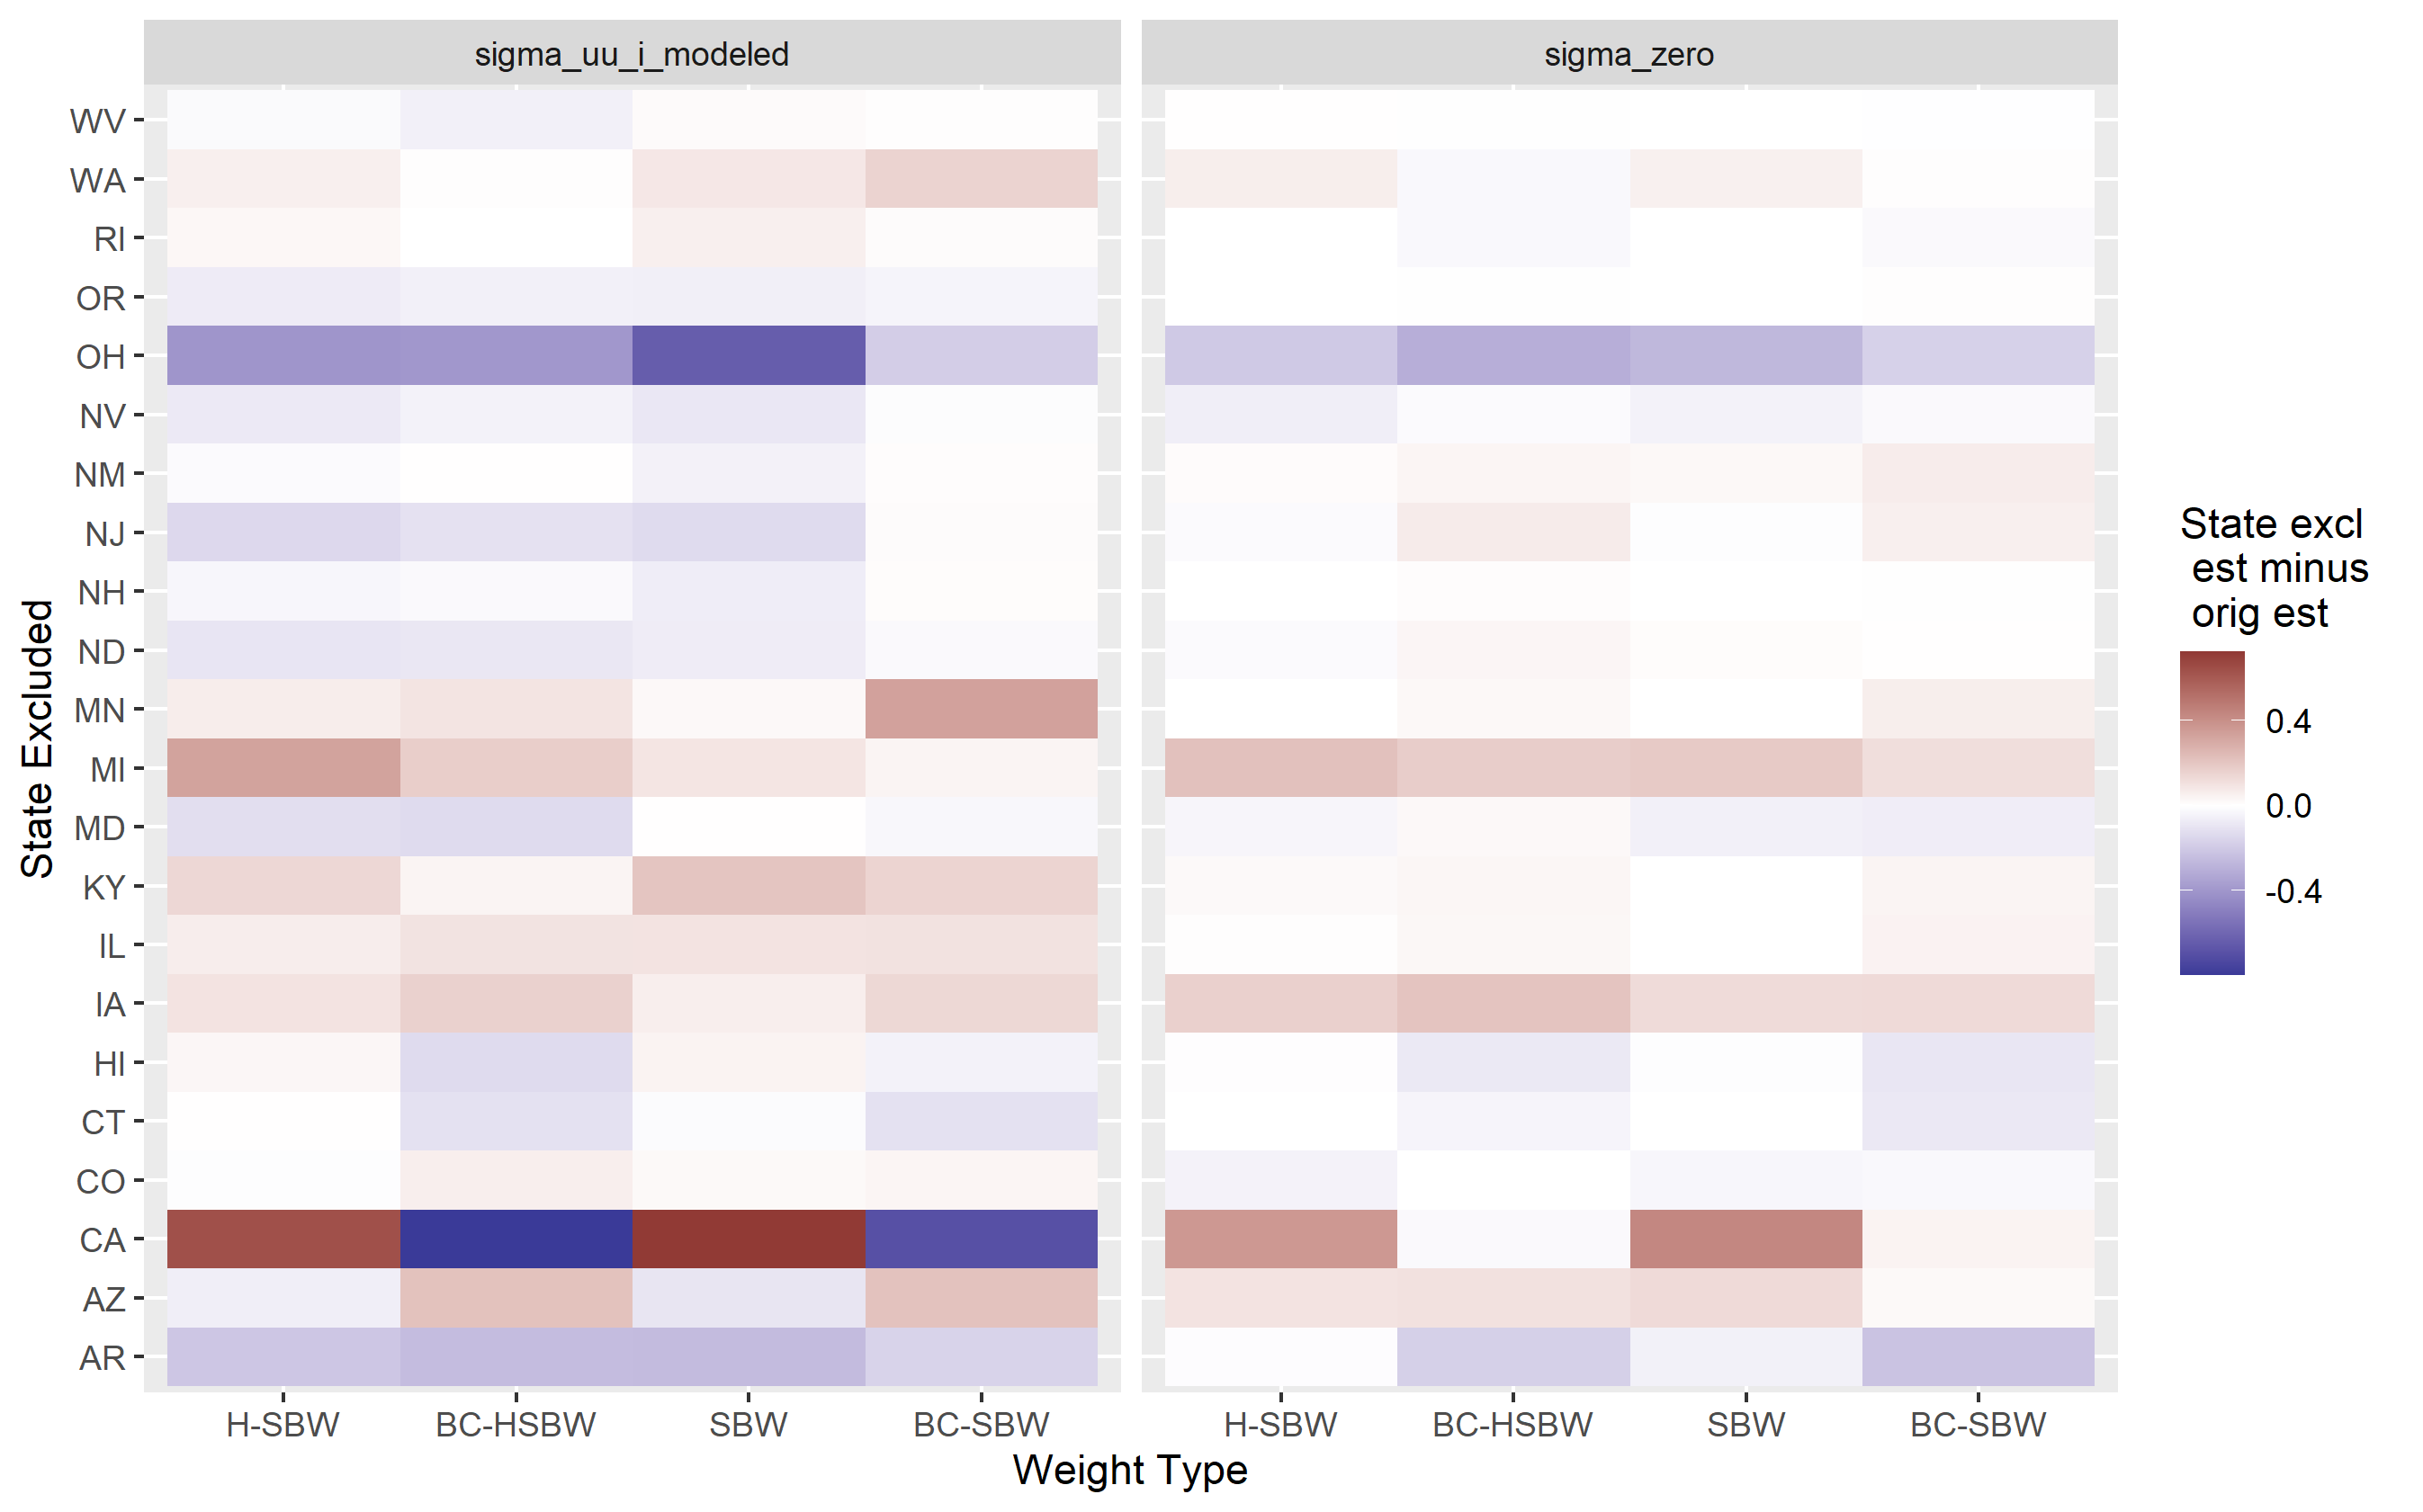 sigma_uu_i_modeled
sigma_zero
State Excluded
WV
WA
RI
OR
OH
NV
NM
NJ
NH
ND
MN
MI
MD
KY
IL
IA
HI
CT
CO
CA
AZ
AR
H-SBW
BC-HSBW
SBW
BC-SBW
H-SBW
BC-HSBW
SBW
BC-SBW
Weight Type
State excl
est minus
orig est
0.4
0.0
-0.4